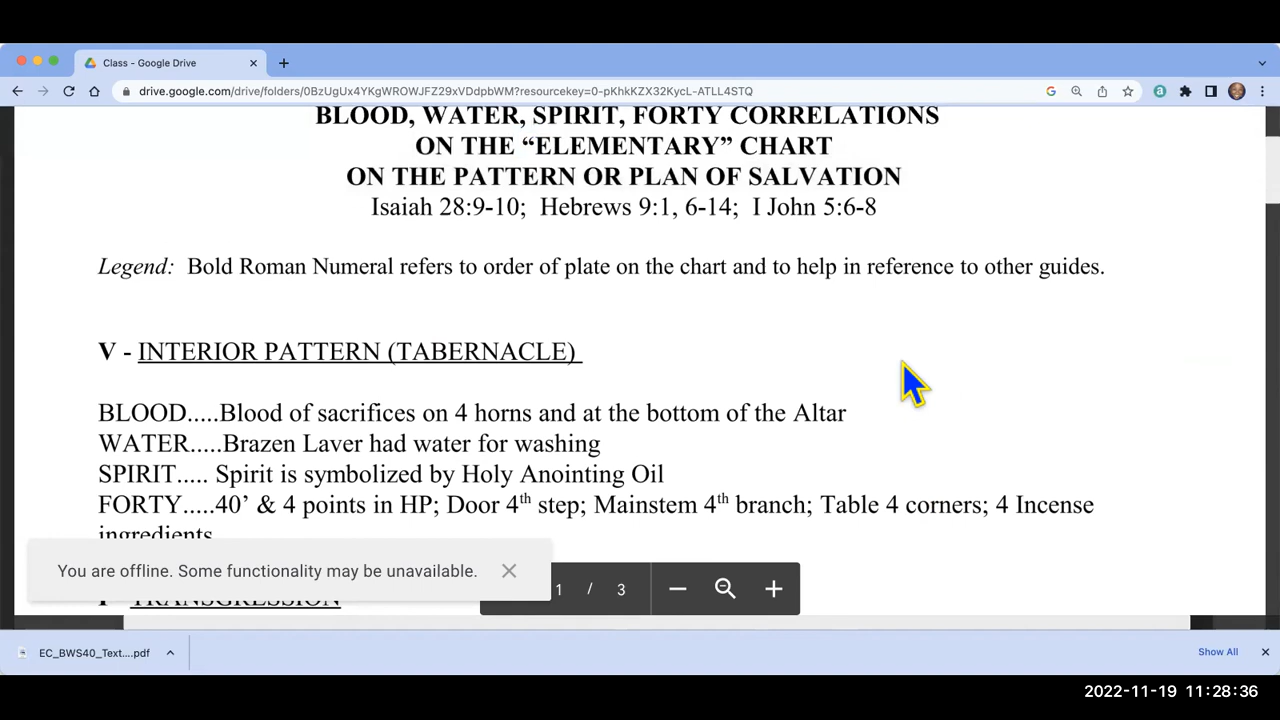 Class - Google Drive
drive.google.com/drive/folders/0BzUgUx4YKgWROWJFZ29xVDdpbWM?resourcekey=0-pKhkKZX32KycL-ATLL4STQ
BLOOD, WATER, SPIRIT, FORTY CORRELATIONS
ON THE “ELEMENTARY” CHART
ON THE PATTERN OR PLAN OF SALVATION
Isaiah 28:9-10; Hebrews 9:1, 6-14; I John 5:6-8
Legend: Bold Roman Numeral refers to order of plate on the chart and to help in reference to other guides.
V - INTERIOR PATTERN (TABERNACLE)
BLOOD.....Blood of sacrifices on 4 horns and at the bottom of the Altar
WATER.....Brazen Laver had water for washing
SPIRIT..... Spirit is symbolized by Holy Anointing Oil
FORTY.....40’ & 4 points in HP; Door 4th step; Mainstem 4th branch; Table 4 corners; 4 Incense
ingredients
You are offline. Some functionality may be unavailable.
1 / 3
I - TRANSGRESSION
EC_BWS40_Text....pdf
Show All
2022-11-19 11:28:36